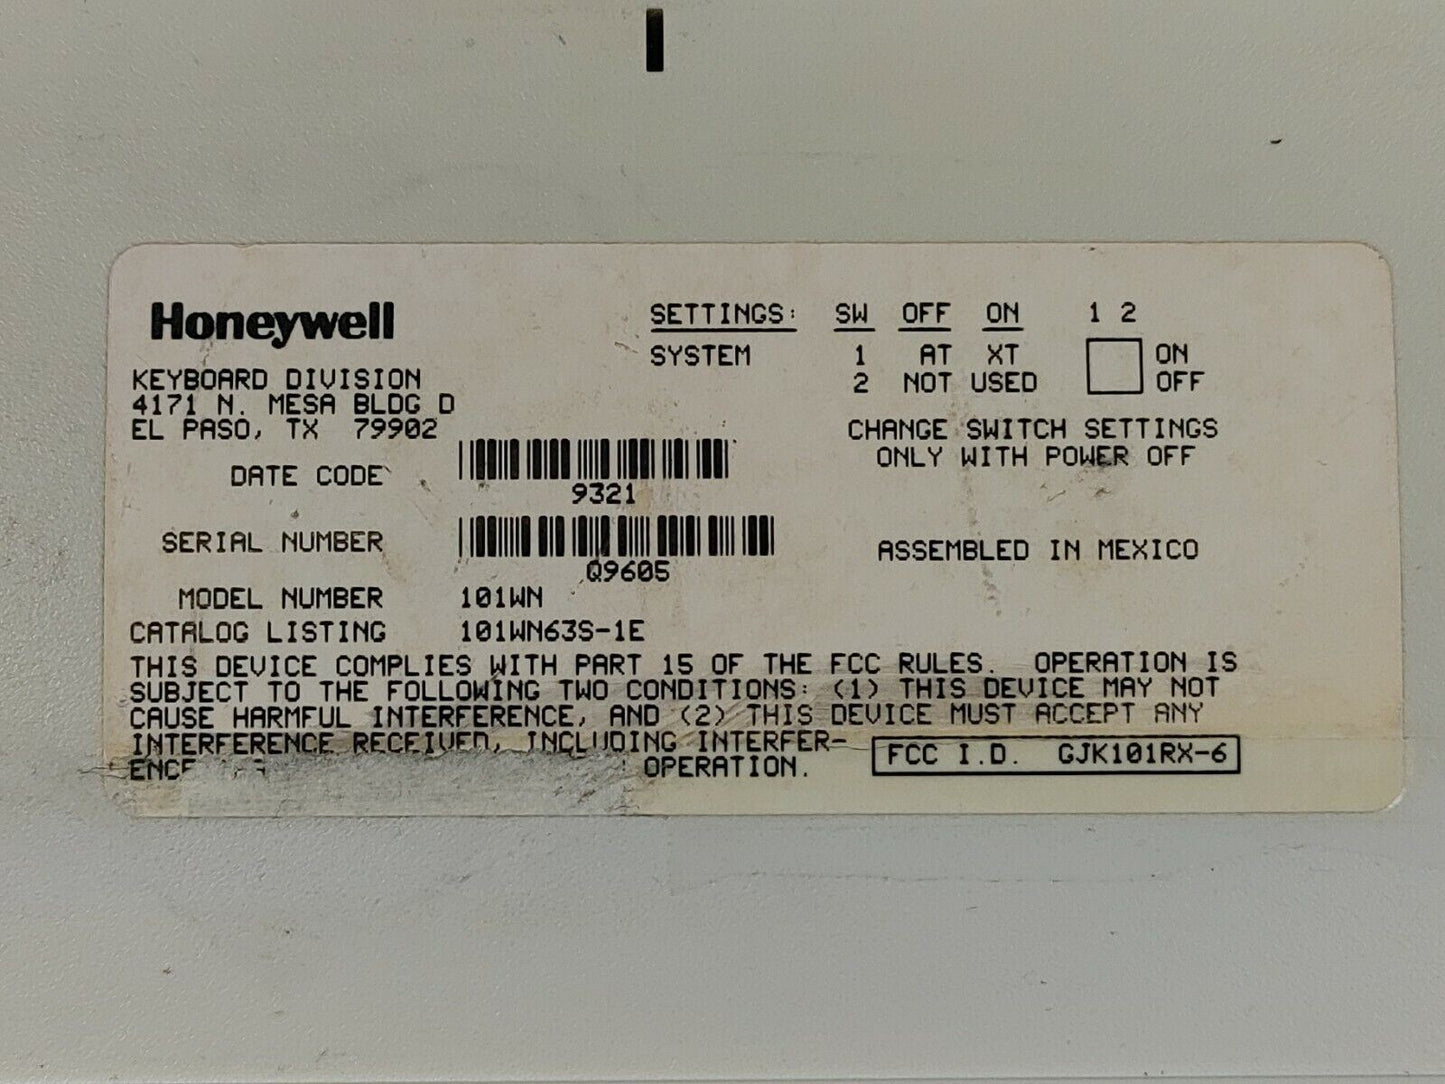 Honeywell
KEYBOARD DIVISION
4171 N. MESA BLDG D
EL PASO, TX 79902
SETTINGS: SW OFF ON 1 2
SYSTEM 1 AT XT ON
2 NOT USED OFF
CHANGE SWITCH SETTINGS
ONLY WITH POWER OFF
DATE CODE
9321
SERIAL NUMBER
Q9605
ASSEMBLED IN MEXICO
MODEL NUMBER 101WN
CATALOG LISTING 101WN63S-1E
THIS DEVICE COMPLIES WITH PART 15 OF THE FCC RULES. OPERATION IS
SUBJECT TO THE FOLLOWING TWO CONDITIONS: (1) THIS DEVICE MAY NOT
CAUSE HARMFUL INTERFERENCE, AND (2) THIS DEVICE MUST ACCEPT ANY
INTERFERENCE RECEIVED, INCLUDING INTERFER-
ENCE OPERATION.
FCC I.D. GJK101RX-6